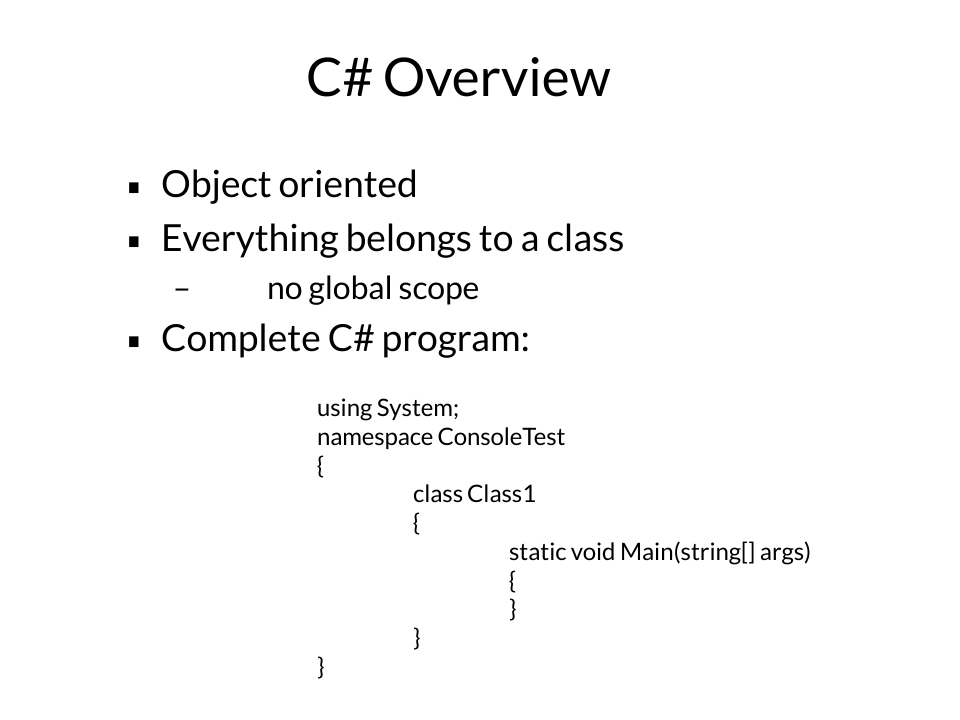 C# Overview
▪ Object oriented
▪ Everything belongs to a class
– no global scope
▪ Complete C# program:
using System;
namespace ConsoleTest
{
class Class1
{
static void Main(string[] args)
{
}
}
}